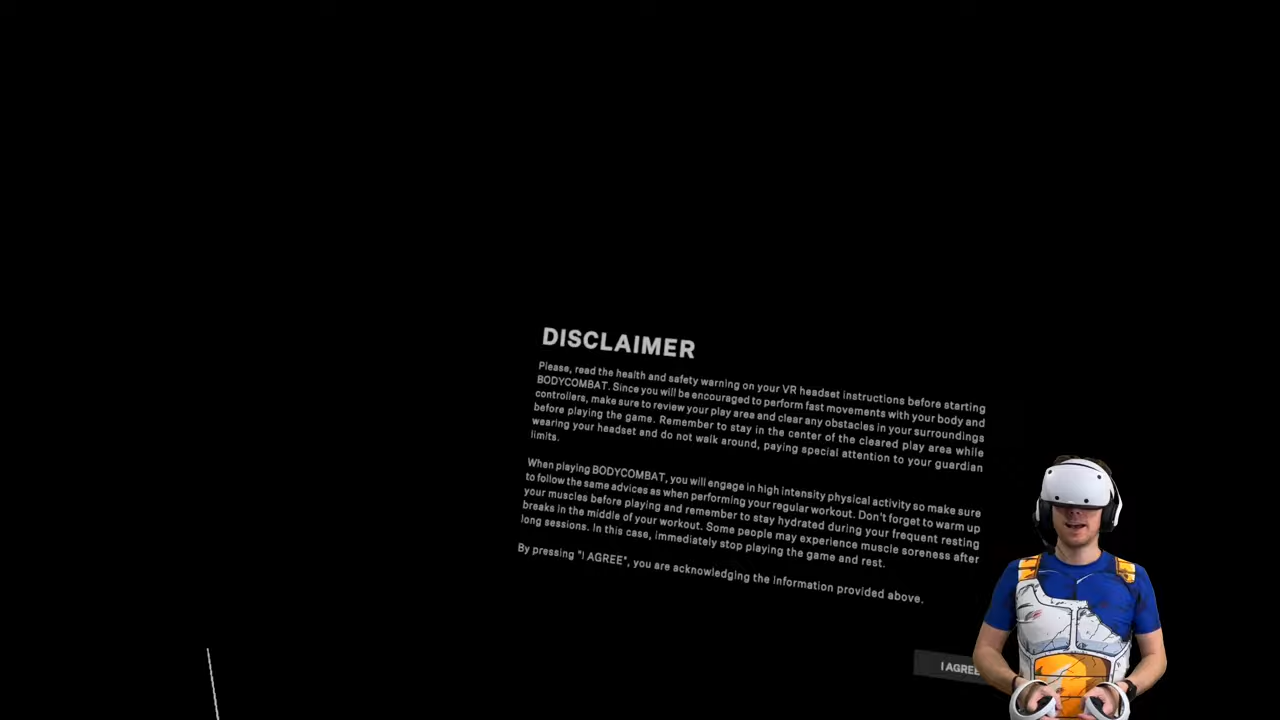 DISCLAIMER
Please, read the health and safety warning on your VR headset instructions before starting
BODYCOMBAT. Since you will be encouraged to perform fast movements with your body and
controllers, make sure to review your play area and clear any obstacles in your surroundings
before playing the game. Remember to stay in the center of the cleared play area while
wearing your headset and do not walk around, paying special attention to your guardian
limits.
When playing BODYCOMBAT, you will engage in high intensity physical activity so make sure
to follow the same advices as when performing your regular workout. Don't forget to warm up
your muscles before playing and remember to stay hydrated during your frequent resting
breaks in the middle of your workout. Some people may experience muscle soreness after
long sessions. In this case, immediately stop playing the game and rest.
By pressing "I AGREE", you are acknowledging the information provided above.
I AGREE